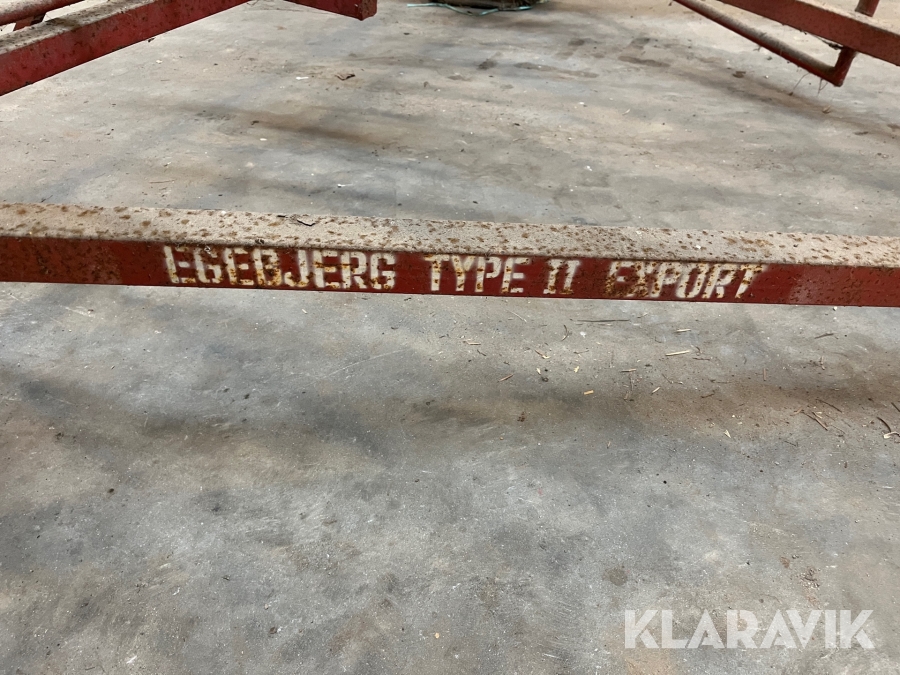 EGEBJERG TYPE II EXPORT
KLARAVIK